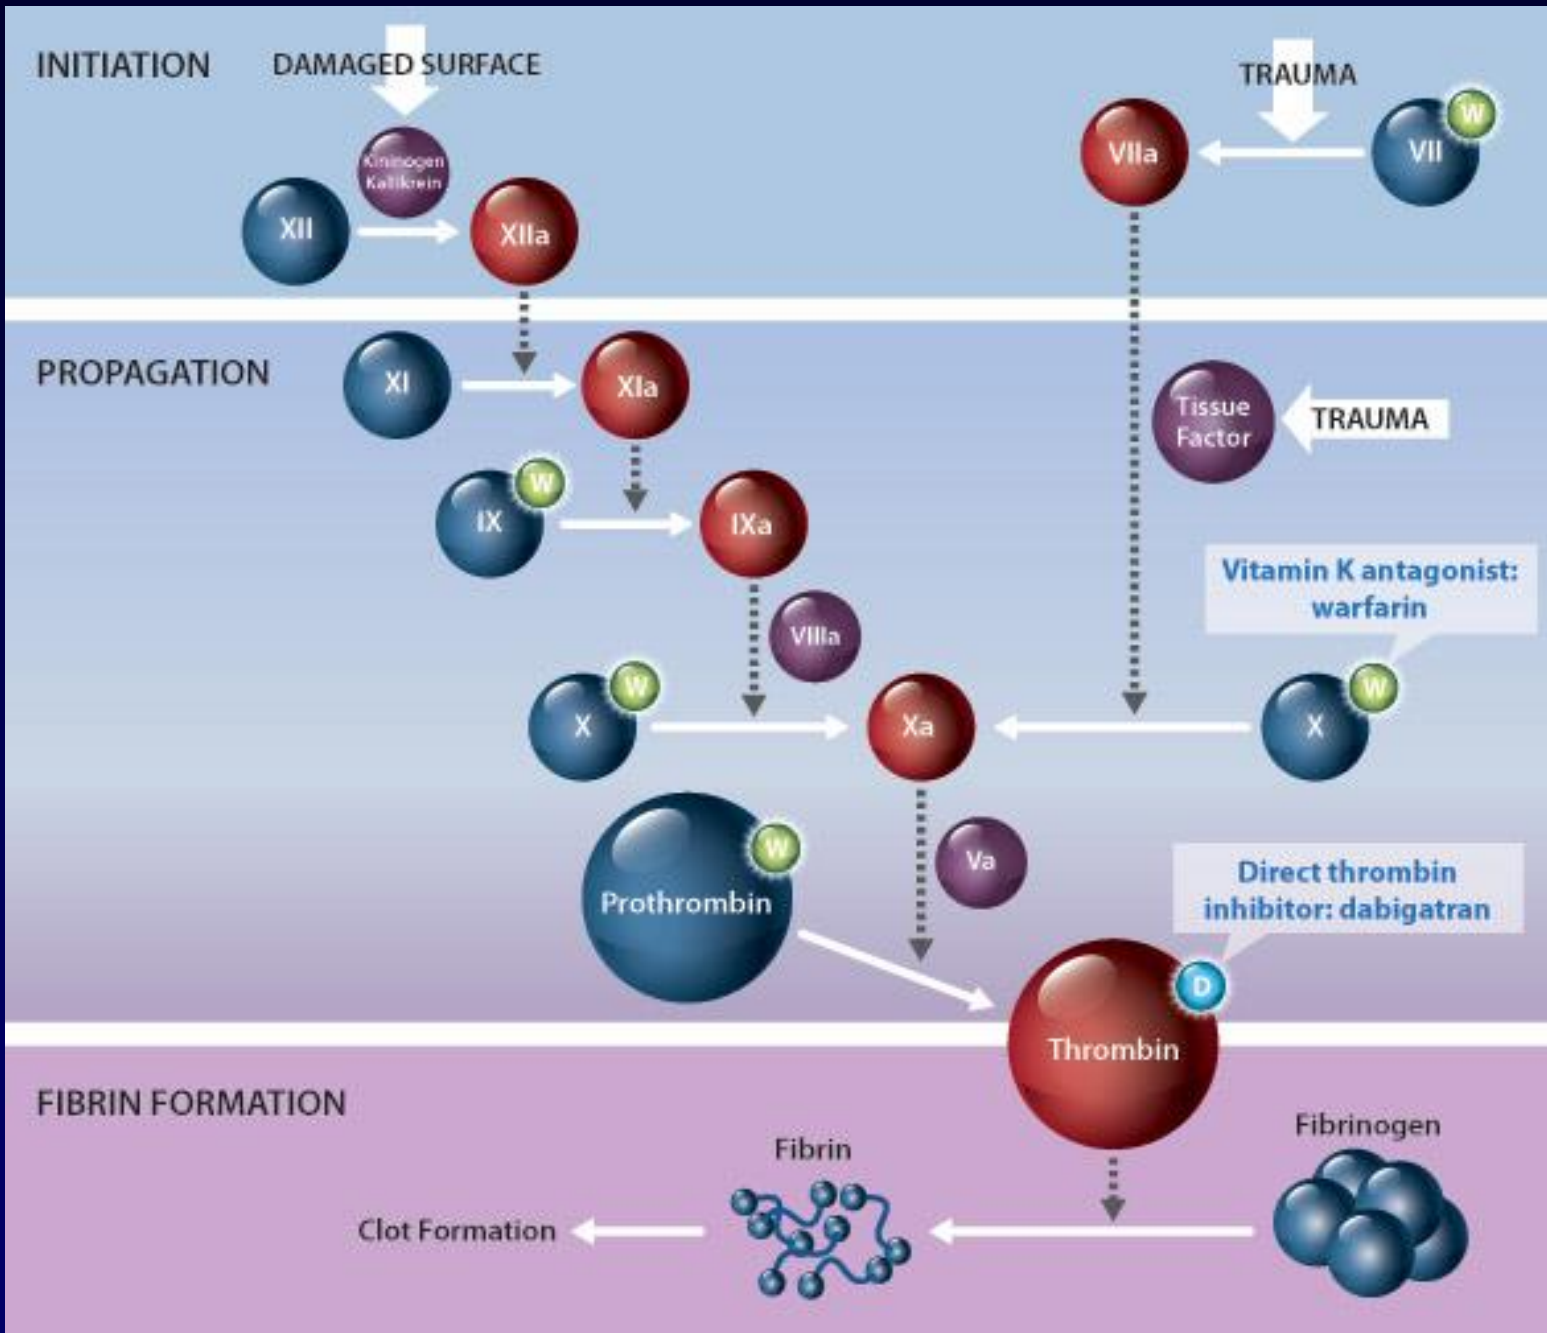 INITIATION
DAMAGED SURFACE
TRAUMA
Kininogen
Kallikrein
XII
XIIa
VIIa
VII
W
PROPAGATION
XI
XIa
Tissue
Factor
TRAUMA
IX
W
IXa
Vitamin K antagonist:
warfarin
VIIIa
X
W
Xa
X
W
Prothrombin
W
Va
Direct thrombin
inhibitor: dabigatran
D
Thrombin
FIBRIN FORMATION
Fibrinogen
Fibrin
Clot Formation